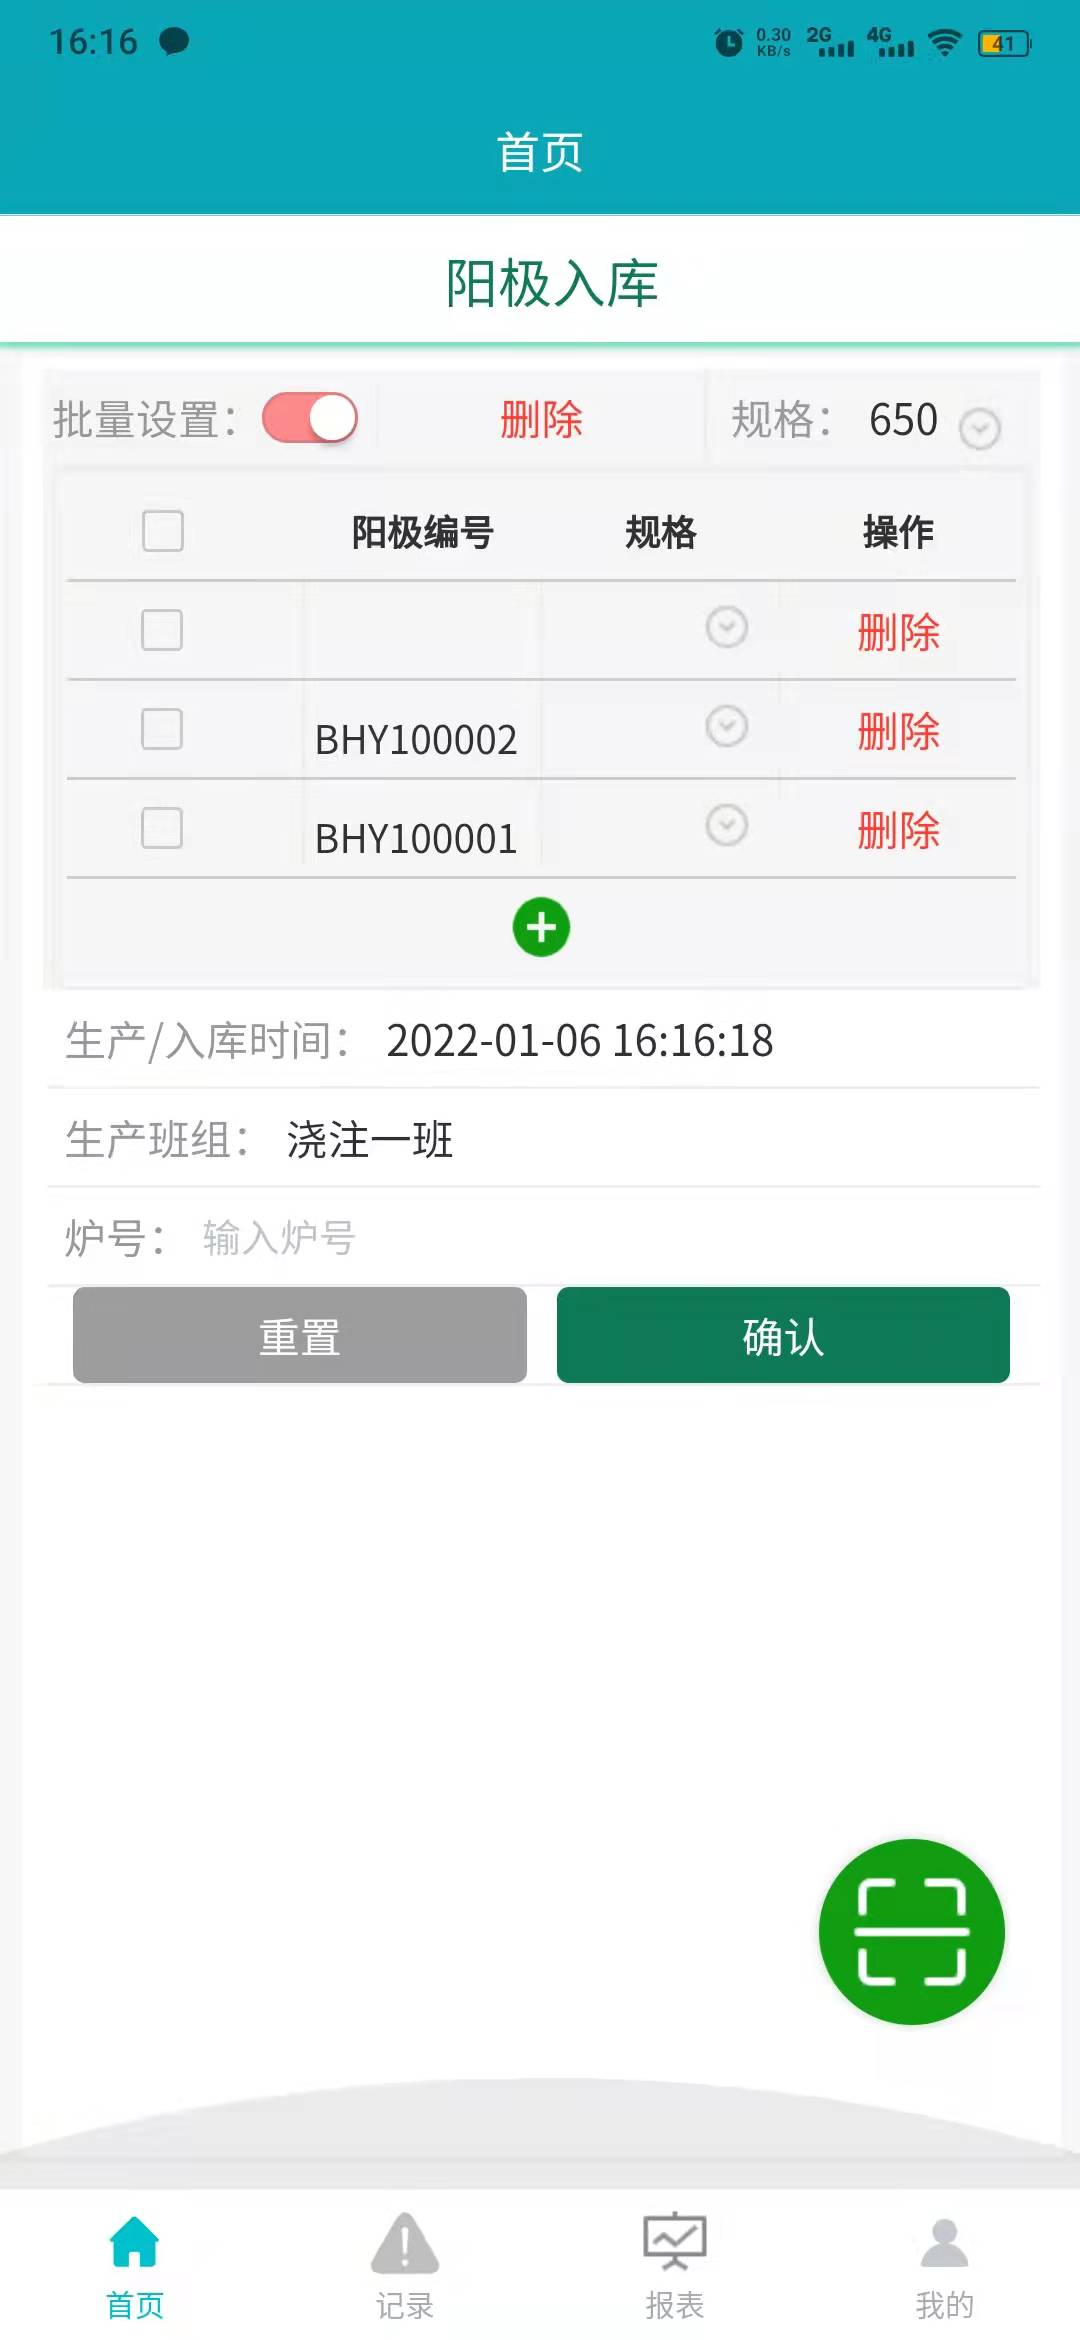 16:16 0.30 KB/s 2G 4G 41
首页
阳极入库
批量设置： 删除 规格： 650
阳极编号 规格 操作
删除
BHY100002 删除
BHY100001 删除
生产/入库时间： 2022-01-06 16:16:18
生产班组： 浇注一班
炉号： 输入炉号
重置 确认
首页 记录 报表 我的